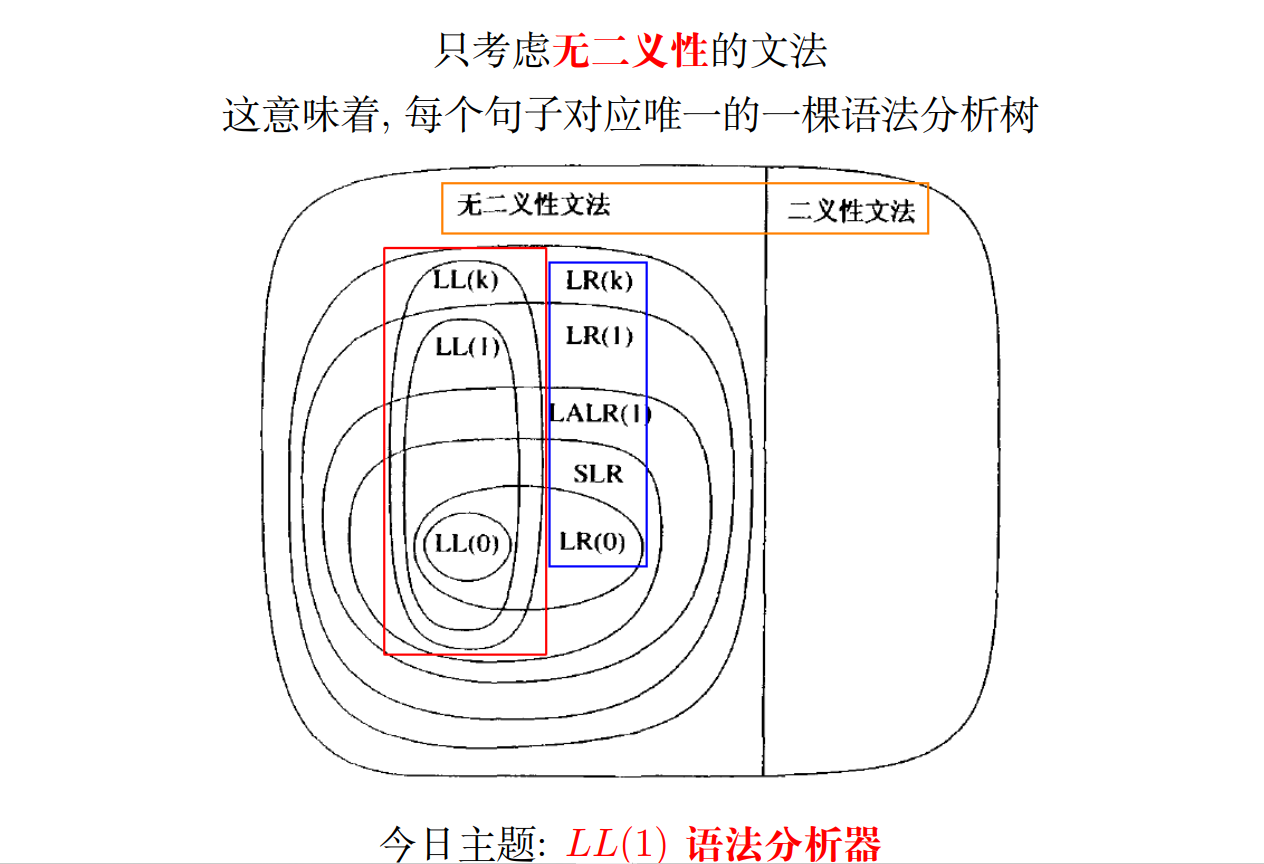 只考虑无二义性的文法
这意味着, 每个句子对应唯一的一棵语法分析树
无二义性文法 二义性文法
LL(k) LR(k)
LL(1) LR(1)
LALR(1)
SLR
LL(0) LR(0)
今日主题: LL(1) 语法分析器